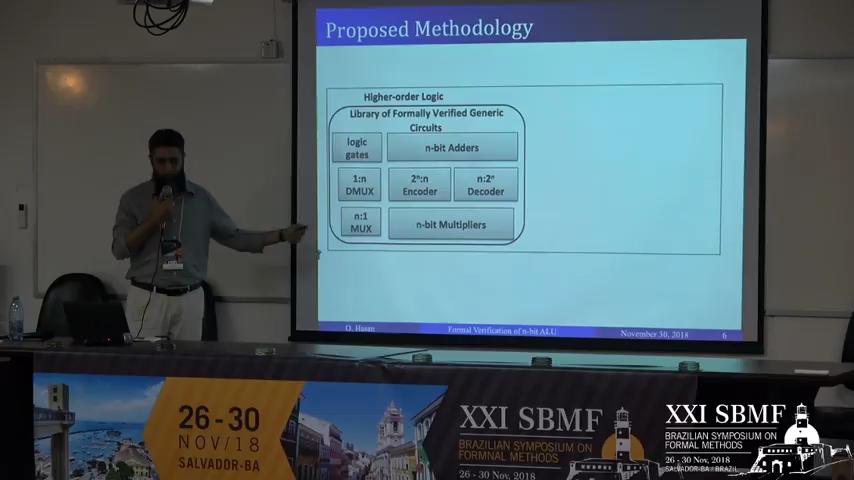 Proposed Methodology
Higher-order Logic
Library of Formally Verified Generic
Circuits
logic
gates
n-bit Adders
1:n
DMUX
2ⁿ:n
Encoder
n:2ⁿ
Decoder
n:1
MUX
n-bit Multipliers
O. Hasan
Formal Verification of n-bit ALU
November 30, 2018
6
26-30
NOV/18
SALVADOR-BA
XXI SBMF
BRAZILIAN SYMPOSIUM ON
FORMNAL METHODS
26 - 30 Nov, 2018
XXI SBMF
BRAZILIAN SYMPOSIUM ON
FORMAL METHODS
26 - 30 Nov, 2018
SALVADOR-BA / BRAZIL